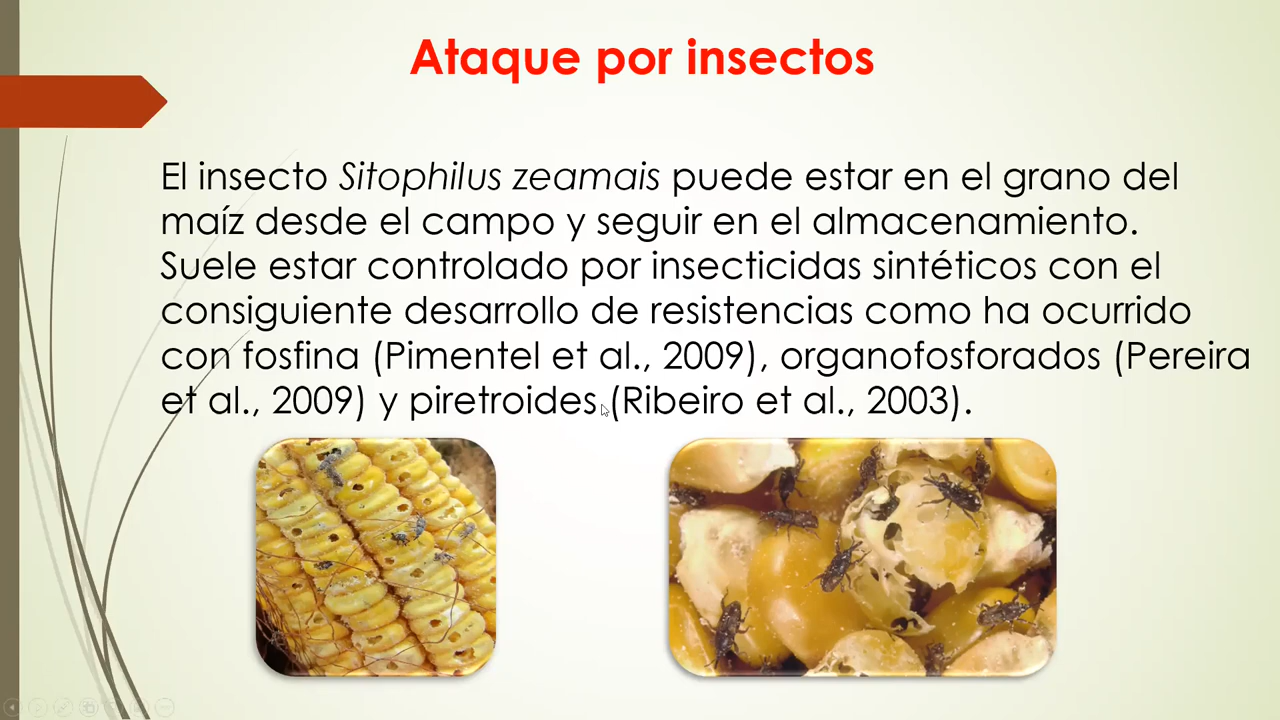 Ataque por insectos
El insecto Sitophilus zeamais puede estar en el grano del
maíz desde el campo y seguir en el almacenamiento.
Suele estar controlado por insecticidas sintéticos con el
consiguiente desarrollo de resistencias como ha ocurrido
con fosfina (Pimentel et al., 2009), organofosforados (Pereira
et al., 2009) y piretroides (Ribeiro et al., 2003).